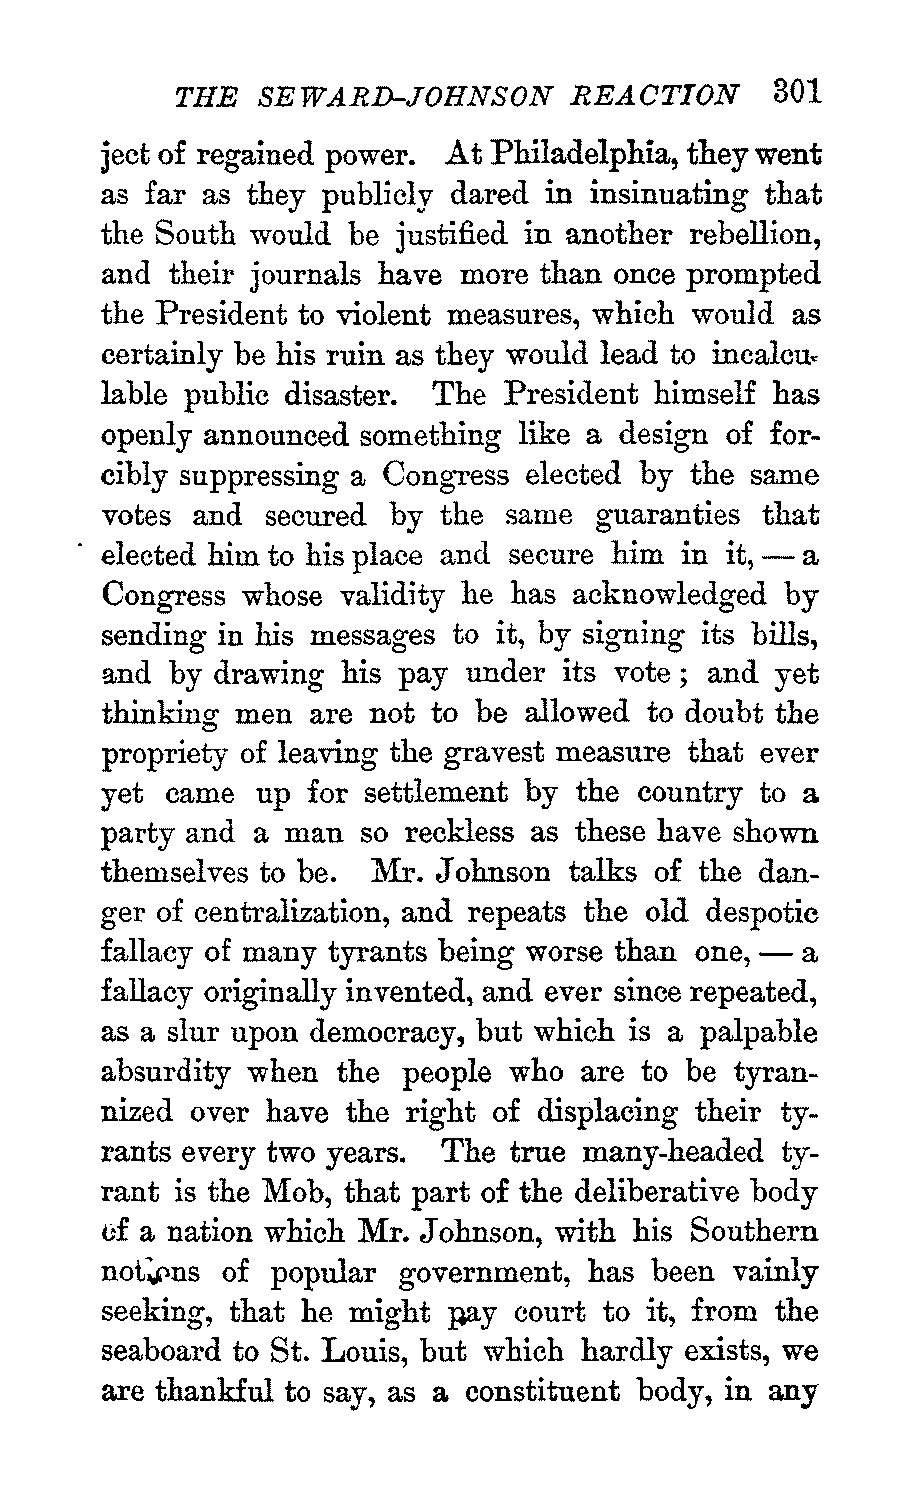 THE SEWARD-JOHNSON REACTION 301
ject of regained power. At Philadelphia, they went
as far as they publicly dared in insinuating that
the South would be justified in another rebellion,
and their journals have more than once prompted
the President to violent measures, which would as
certainly be his ruin as they would lead to incalcu-
lable public disaster. The President himself has
openly announced something like a design of for-
cibly suppressing a Congress elected by the same
votes and secured by the same guaranties that
elected him to his place and secure him in it, — a
Congress whose validity he has acknowledged by
sending in his messages to it, by signing its bills,
and by drawing his pay under its vote; and yet
thinking men are not to be allowed to doubt the
propriety of leaving the gravest measure that ever
yet came up for settlement by the country to a
party and a man so reckless as these have shown
themselves to be. Mr. Johnson talks of the dan-
ger of centralization, and repeats the old despotic
fallacy of many tyrants being worse than one, — a
fallacy originally invented, and ever since repeated,
as a slur upon democracy, but which is a palpable
absurdity when the people who are to be tyran-
nized over have the right of displacing their ty-
rants every two years. The true many-headed ty-
rant is the Mob, that part of the deliberative body
of a nation which Mr. Johnson, with his Southern
notions of popular government, has been vainly
seeking, that he might pay court to it, from the
seaboard to St. Louis, but which hardly exists, we
are thankful to say, as a constituent body, in any